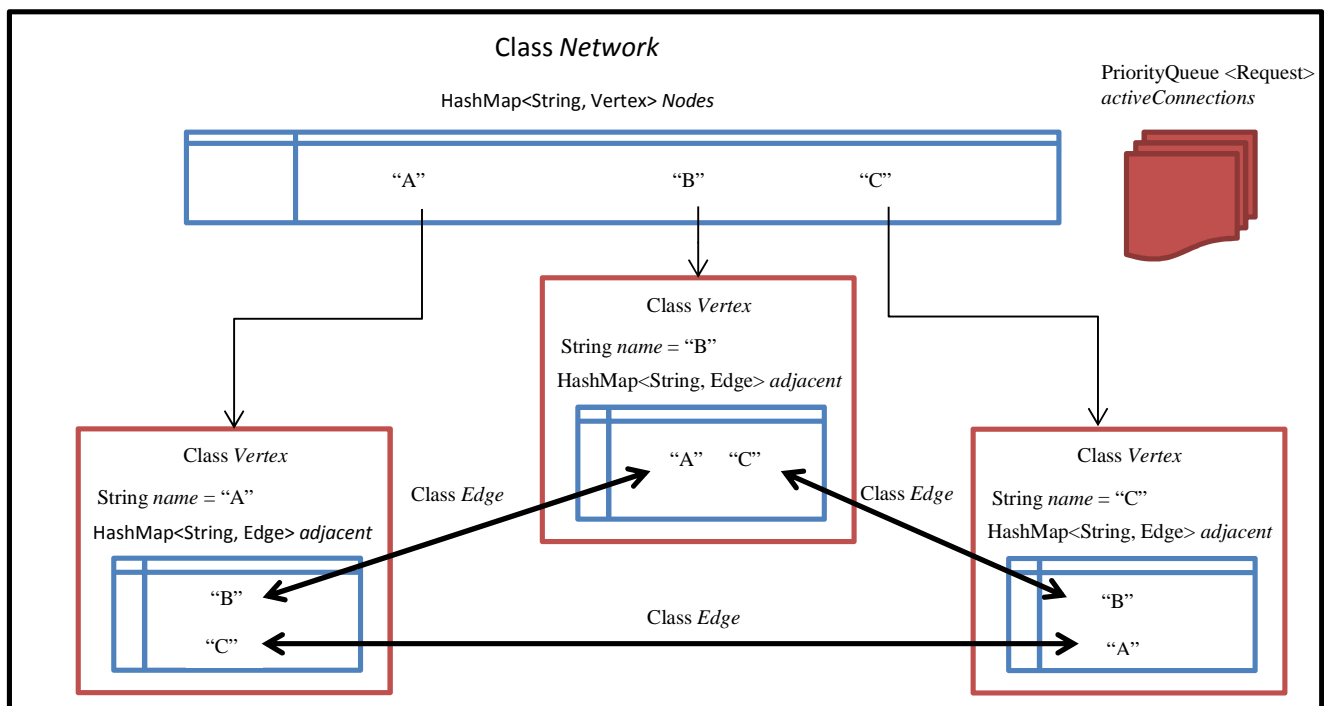 Class Network
PriorityQueue <Request>
activeConnections
HashMap<String, Vertex> Nodes
“A” “B” “C”
Class Vertex
String name = “B”
HashMap<String, Edge> adjacent
“A” “C”
Class Vertex
String name = “A”
HashMap<String, Edge> adjacent
“B”
“C”
Class Edge
Class Edge
Class Edge
Class Vertex
String name = “C”
HashMap<String, Edge> adjacent
“B”
“A”